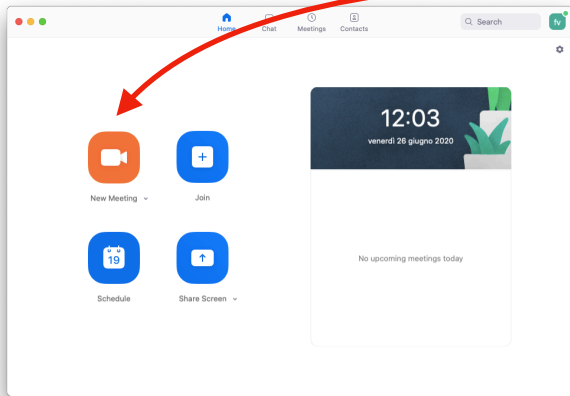 Home Chat Meetings Contacts
Search
fv
12:03
venerdì 26 giugno 2020
New Meeting
Join
19
No upcoming meetings today
Schedule
Share Screen